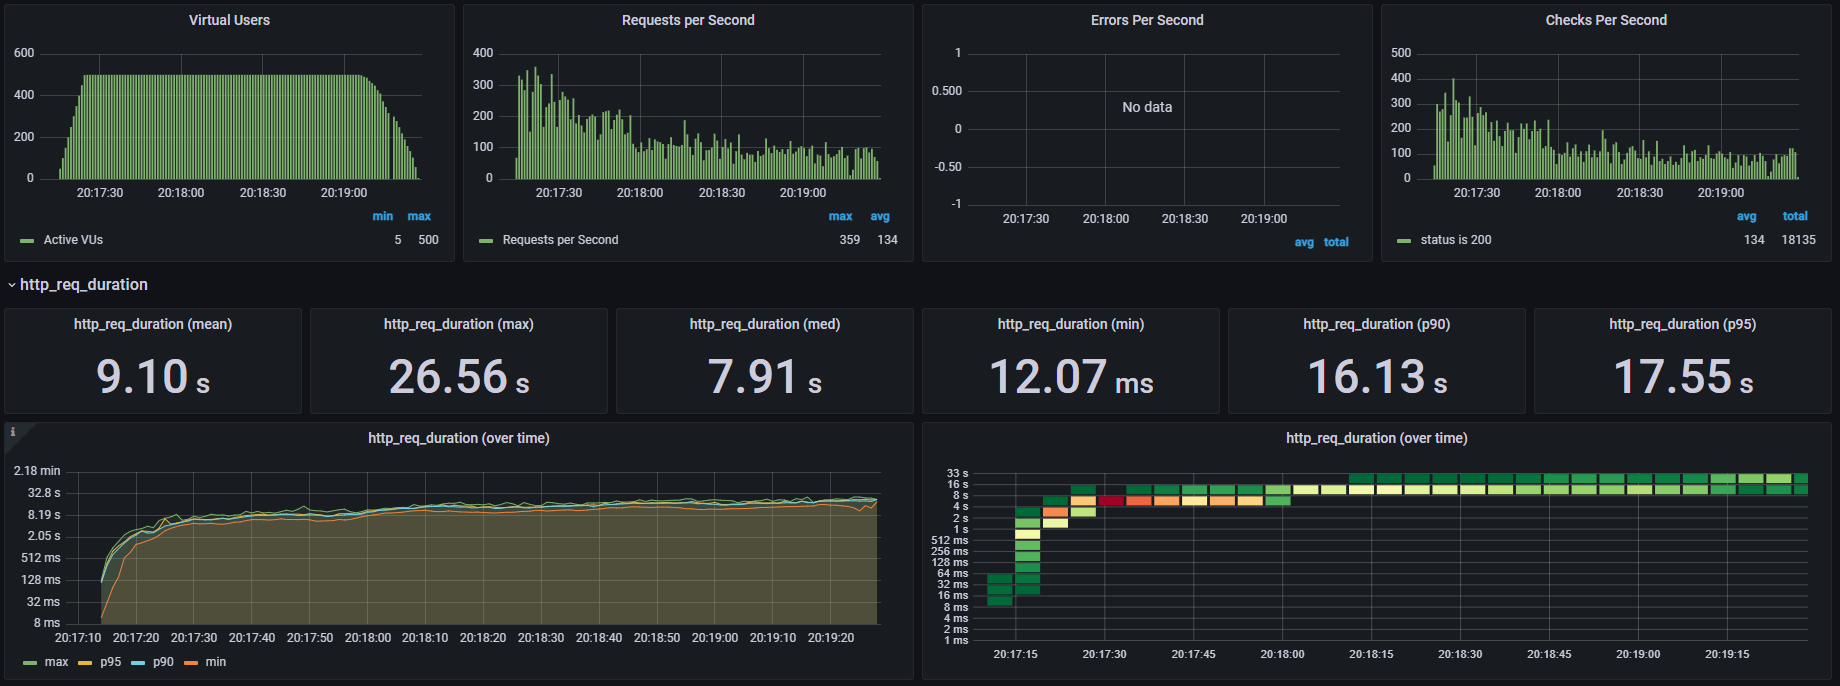 Virtual Users
600
400
200
0
20:17:30 20:18:00 20:18:30 20:19:00
min max
Active VUs 5 500
Requests per Second
400
300
200
100
0
20:17:30 20:18:00 20:18:30 20:19:00
max avg
Requests per Second 359 134
Errors Per Second
1
0.500
0
-0.50
-1
No data
20:17:30 20:18:00 20:18:30 20:19:00
avg total
Checks Per Second
500
400
300
200
100
0
20:17:30 20:18:00 20:18:30 20:19:00
avg total
status is 200 134 18135
http_req_duration
http_req_duration (mean)
9.10 s
http_req_duration (max)
26.56 s
http_req_duration (med)
7.91 s
http_req_duration (min)
12.07 ms
http_req_duration (p90)
16.13 s
http_req_duration (p95)
17.55 s
i
http_req_duration (over time)
2.18 min
32.8 s
8.19 s
2.05 s
512 ms
128 ms
32 ms
8 ms
20:17:10 20:17:20 20:17:30 20:17:40 20:17:50 20:18:00 20:18:10 20:18:20 20:18:30 20:18:40 20:18:50 20:19:00 20:19:10 20:19:20
max p95 p90 min
http_req_duration (over time)
33 s
16 s
8 s
4 s
2 s
1 s
512 ms
256 ms
128 ms
64 ms
32 ms
16 ms
8 ms
4 ms
2 ms
1 ms
20:17:15 20:17:30 20:17:45 20:18:00 20:18:15 20:18:30 20:18:45 20:19:00 20:19:15